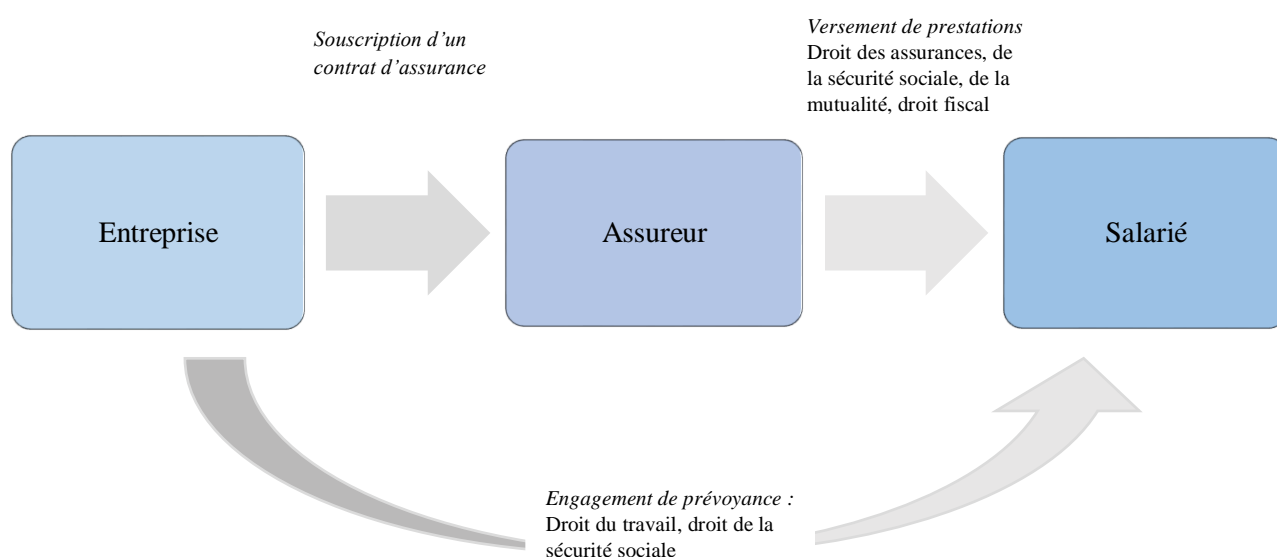 Souscription d’un
contrat d’assurance
Versement de prestations
Droit des assurances, de
la sécurité sociale, de la
mutualité, droit fiscal
Entreprise
Assureur
Salarié
Engagement de prévoyance :
Droit du travail, droit de la
sécurité sociale